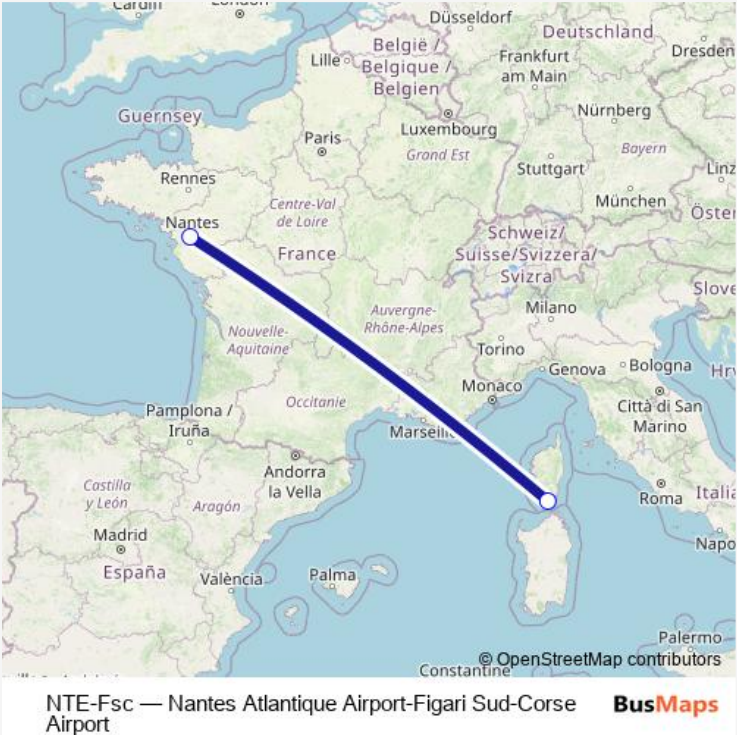 Cardiff
London
Düsseldorf
Deutschland
België /
Belgique /
Belgien
Lille
Frankfurt
am Main
Dresden
Guernsey
Luxembourg
Nürnberg
Paris
Grand Est
Bayern
Rennes
Stuttgart
Linz
Centre-Val
de Loire
München
Nantes
Öster
Schweiz/
Suisse/Svizzera/
Svizra
France
Slove
Auvergne-
Rhône-Alpes
Milano
Nouvelle-
Aquitaine
Torino
Genova
Bologna
Hrv
Monaco
Occitanie
Pamplona /
Iruña
Città di San
Marino
Marseille
Andorra
la Vella
Castilla
y León
Aragón
Roma
Italia
Madrid
Napo
España
València
Palma
Palermo
© OpenStreetMap contributors
Constantine
NTE-Fsc — Nantes Atlantique Airport-Figari Sud-Corse
Airport
BusMaps